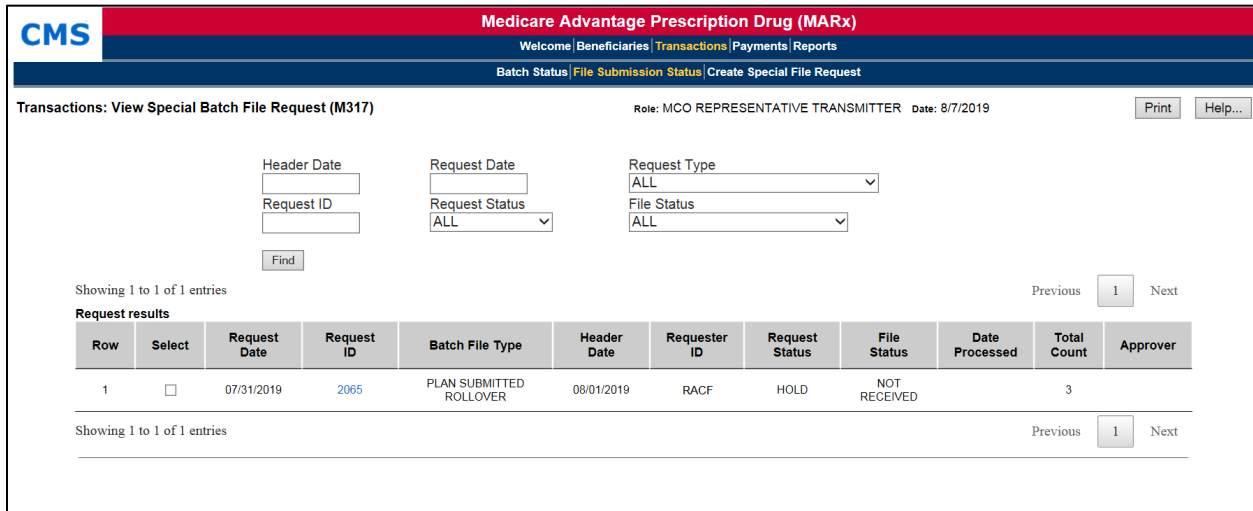 CMS
Medicare Advantage Prescription Drug (MARx)
Welcome|Beneficiaries|Transactions|Payments|Reports
Batch Status|File Submission Status|Create Special File Request
Transactions: View Special Batch File Request (M317) Role: MCO REPRESENTATIVE TRANSMITTER Date: 8/7/2019 Print Help...
Header Date Request Date Request Type
ALL
Request ID Request Status File Status
ALL ALL
Find
Showing 1 to 1 of 1 entries Previous 1 Next
Request results
Row Select Request Date Request ID Batch File Type Header Date Requester ID Request Status File Status Date Processed Total Count Approver
1 07/31/2019 2065 PLAN SUBMITTED ROLLOVER 08/01/2019 RACF HOLD NOT RECEIVED 3
Showing 1 to 1 of 1 entries Previous 1 Next